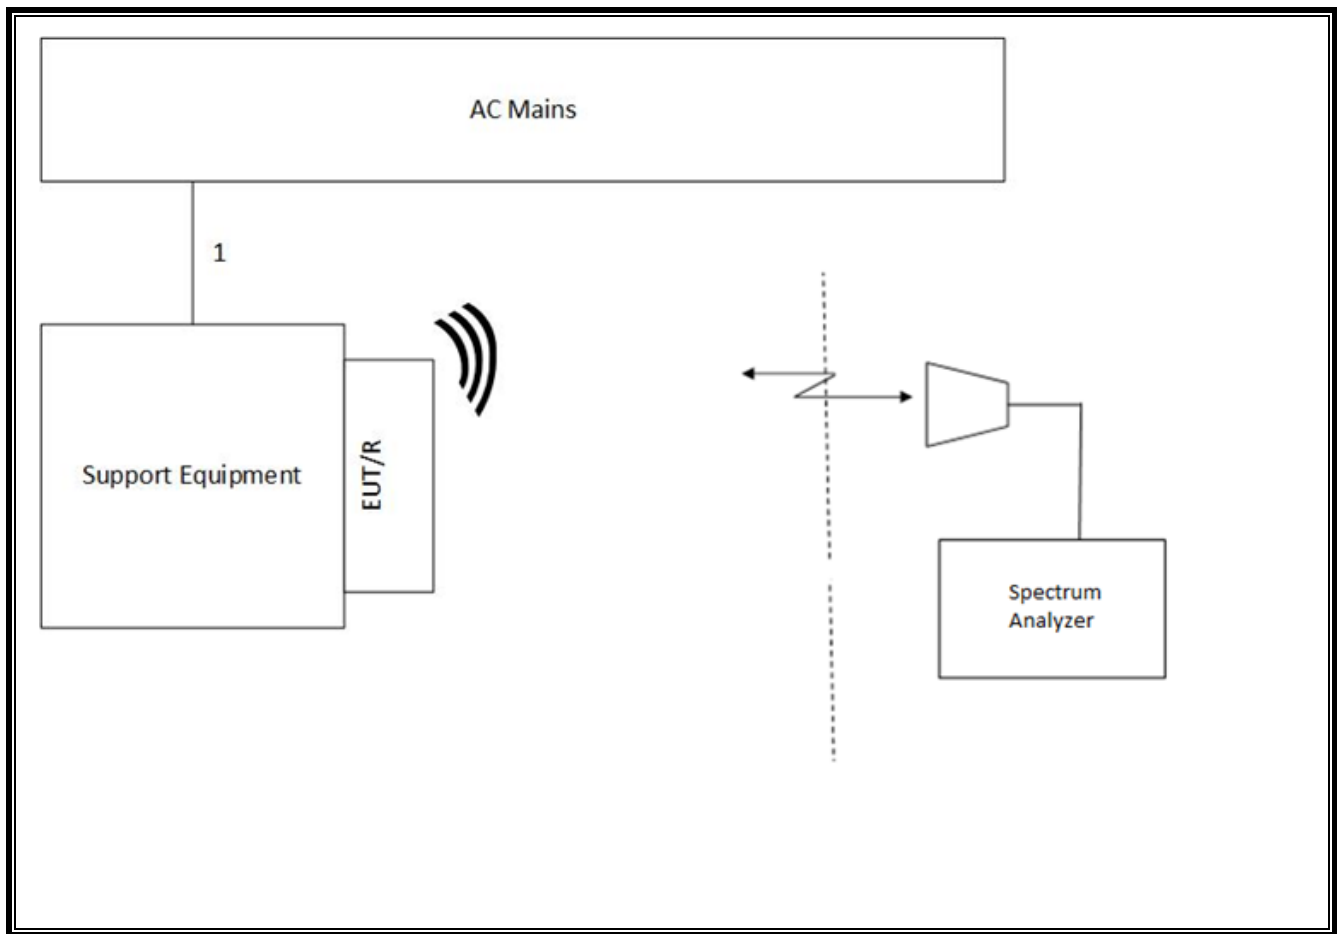 AC Mains
1
Support Equipment
EUT/R
Spectrum
Analyzer